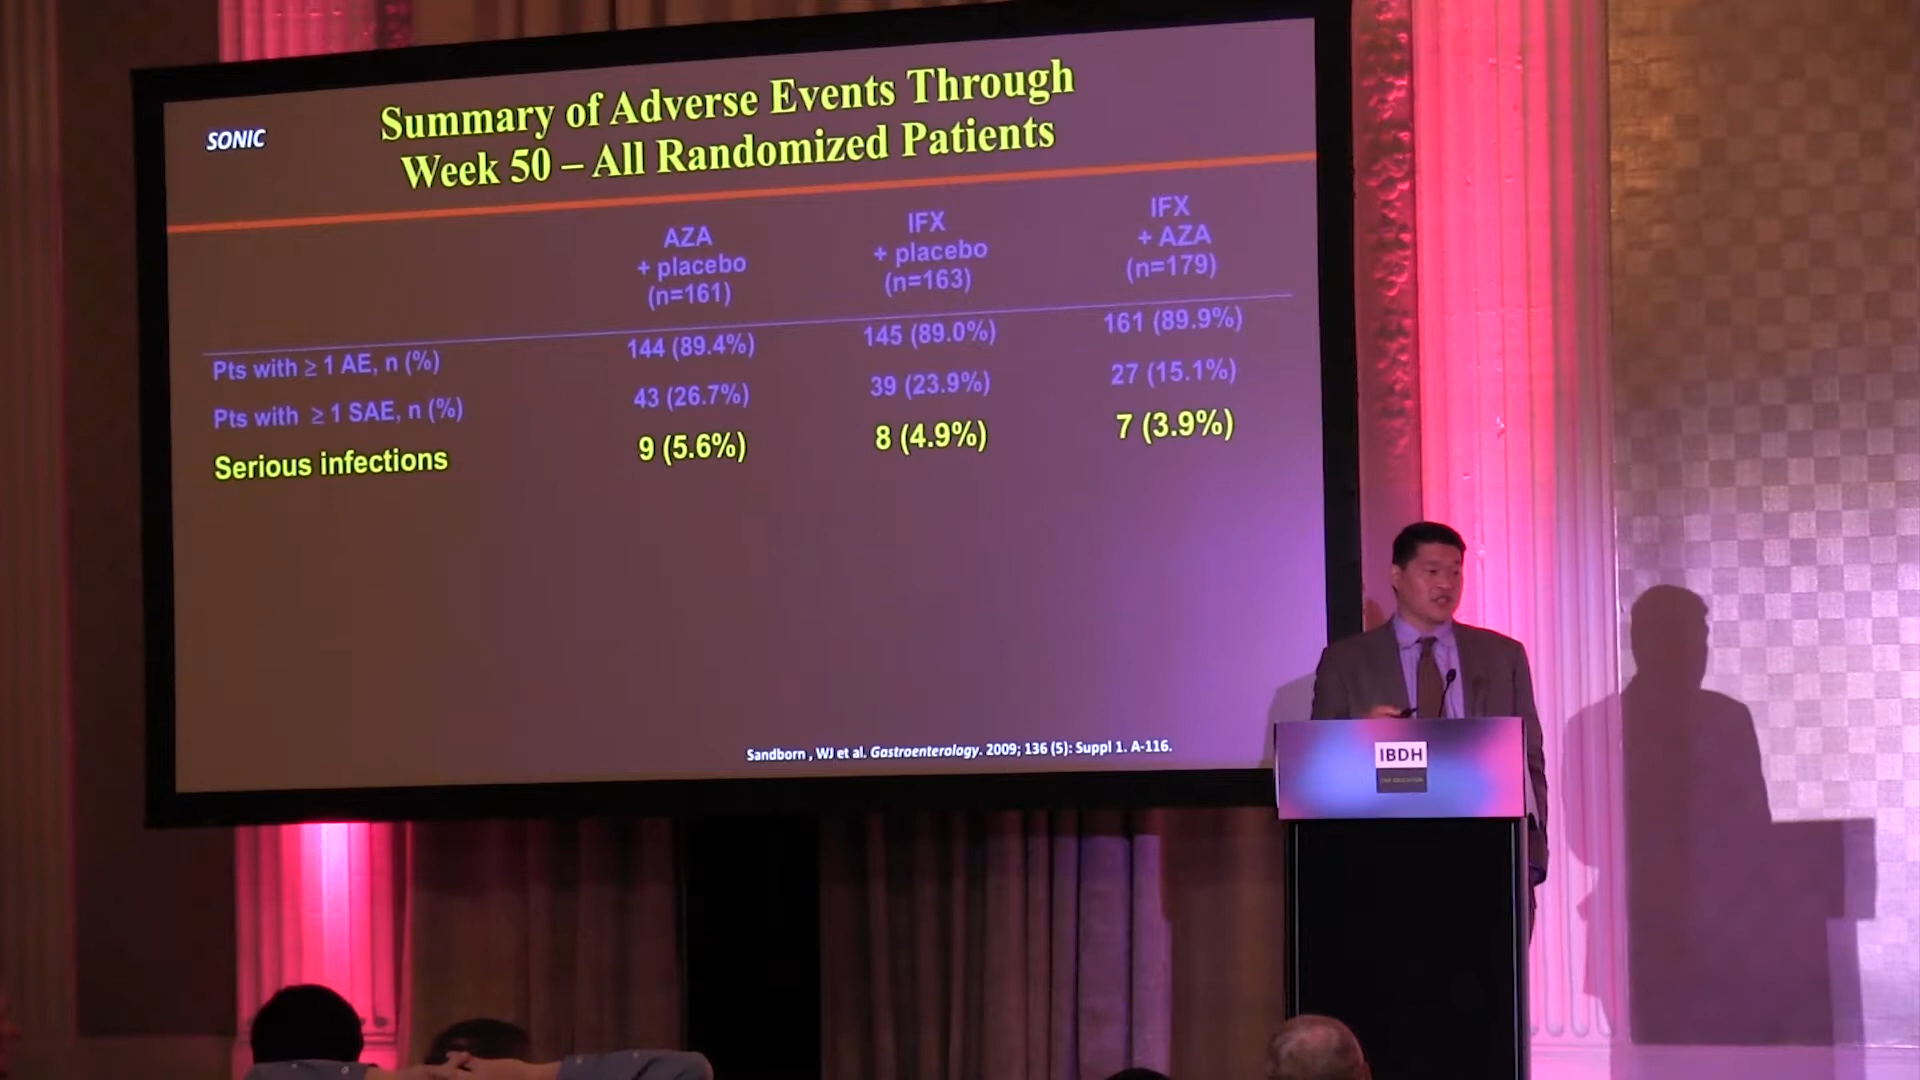 SONIC
Summary of Adverse Events Through
Week 50 – All Randomized Patients
AZA
+ placebo
(n=161)
IFX
+ placebo
(n=163)
IFX
+ AZA
(n=179)
Pts with ≥ 1 AE, n (%) 144 (89.4%) 145 (89.0%) 161 (89.9%)
Pts with ≥ 1 SAE, n (%) 43 (26.7%) 39 (23.9%) 27 (15.1%)
Serious infections 9 (5.6%) 8 (4.9%) 7 (3.9%)
Sandborn , WJ et al. Gastroenterology. 2009; 136 (5): Suppl 1. A-116.
IBDH